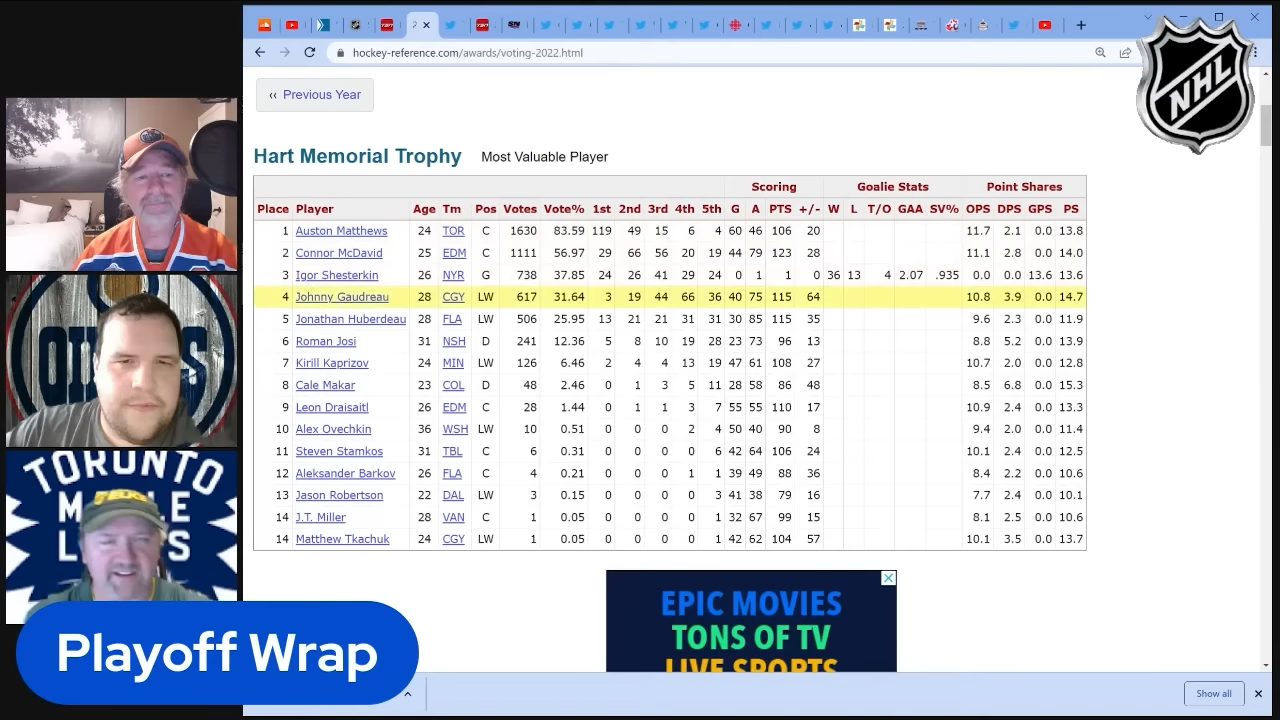 hockey-reference.com/awards/voting-2022.html
‹‹ Previous Year
NHL
Hart Memorial Trophy Most Valuable Player
Scoring Goalie Stats Point Shares
Place Player Age Tm Pos Votes Vote% 1st 2nd 3rd 4th 5th G A PTS +/- W L T/O GAA SV% OPS DPS GPS PS
1 Auston Matthews 24 TOR C 1630 83.59 119 49 15 6 4 60 46 106 20 11.7 2.1 0.0 13.8
2 Connor McDavid 25 EDM C 1111 56.97 29 66 56 20 19 44 79 123 28 11.1 2.8 0.0 14.0
3 Igor Shesterkin 26 NYR G 738 37.85 24 26 41 29 24 0 1 1 0 36 13 4 2.07 .935 0.0 0.0 13.6 13.6
4 Johnny Gaudreau 28 CGY LW 617 31.64 3 19 44 66 36 40 75 115 64 10.8 3.9 0.0 14.7
5 Jonathan Huberdeau 28 FLA LW 506 25.95 13 21 21 31 31 30 85 115 35 9.6 2.3 0.0 11.9
6 Roman Josi 31 NSH D 241 12.36 5 8 10 19 28 23 73 96 13 8.8 5.2 0.0 13.9
7 Kirill Kaprizov 24 MIN LW 126 6.46 2 4 4 13 19 47 61 108 27 10.7 2.0 0.0 12.8
8 Cale Makar 23 COL D 48 2.46 0 1 3 5 11 28 58 86 48 8.5 6.8 0.0 15.3
9 Leon Draisaitl 26 EDM C 28 1.44 0 1 1 3 7 55 55 110 17 10.9 2.4 0.0 13.3
10 Alex Ovechkin 36 WSH LW 10 0.51 0 0 0 2 4 50 40 90 8 9.4 2.0 0.0 11.4
11 Steven Stamkos 31 TBL C 6 0.31 0 0 0 0 6 42 64 106 24 10.1 2.4 0.0 12.5
12 Aleksander Barkov 26 FLA C 4 0.21 0 0 0 1 1 39 49 88 36 8.4 2.2 0.0 10.6
13 Jason Robertson 22 DAL LW 3 0.15 0 0 0 0 3 41 38 79 16 7.7 2.4 0.0 10.1
14 J.T. Miller 28 VAN C 1 0.05 0 0 0 0 1 32 67 99 15 8.1 2.5 0.0 10.6
14 Matthew Tkachuk 24 CGY LW 1 0.05 0 0 0 0 1 42 62 104 57 10.1 3.5 0.0 13.7
TORONTO
EPIC MOVIES
TONS OF TV
LIVE SPORTS
Playoff Wrap
Show all